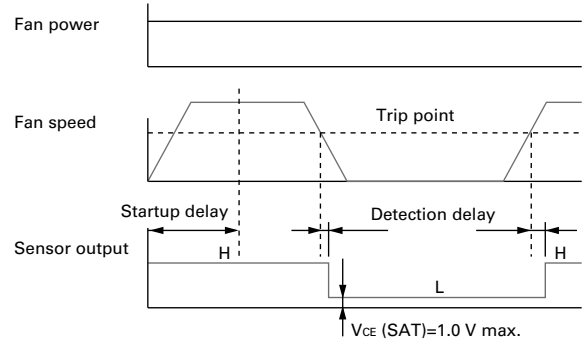 Fan power
Fan speed
Trip point
Startup delay
Detection delay
Sensor output
H
H
L
VCE (SAT)=1.0 V max.